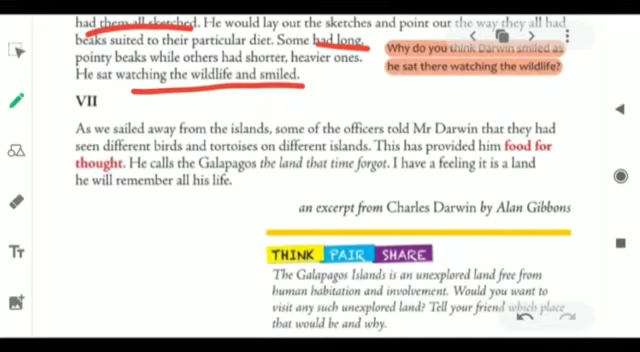 had them all sketched. He would lay out the sketches and point out the way they all had
beaks suited to their particular diet. Some had long,
pointy beaks while others had shorter, heavier ones.
He sat watching the wildlife and smiled.
Why do you think Darwin smiled as
he sat there watching the wildlife?
VII
As we sailed away from the islands, some of the officers told Mr Darwin that they had
seen different birds and tortoises on different islands. This has provided him food for
thought. He calls the Galapagos the land that time forgot. I have a feeling it is a land
he will remember all his life.
an excerpt from Charles Darwin by Alan Gibbons
THINK PAIR SHARE
The Galapagos Islands is an unexplored land free from
human habitation and involvement. Would you want to
visit any such unexplored land? Tell your friend which place
that would be and why.
Tт